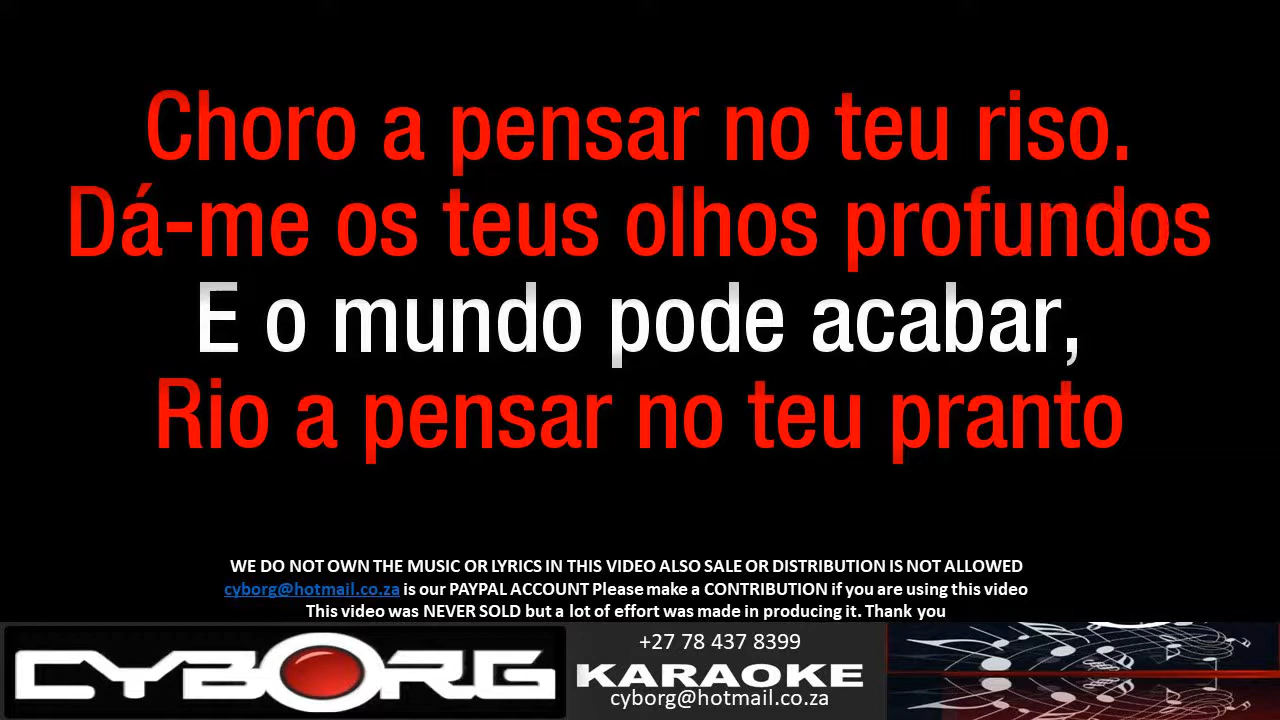 Choro a pensar no teu riso.
Dá-me os teus olhos profundos
E o mundo pode acabar,
Rio a pensar no teu pranto
WE DO NOT OWN THE MUSIC OR LYRICS IN THIS VIDEO ALSO SALE OR DISTRIBUTION IS NOT ALLOWED
cyborg@hotmail.co.za is our PAYPAL ACCOUNT Please make a CONTRIBUTION if you are using this video
This video was NEVER SOLD but a lot of effort was made in producing it. Thank you
CYBORG
+27 78 437 8399
KARAOKE
cyborg@hotmail.co.za